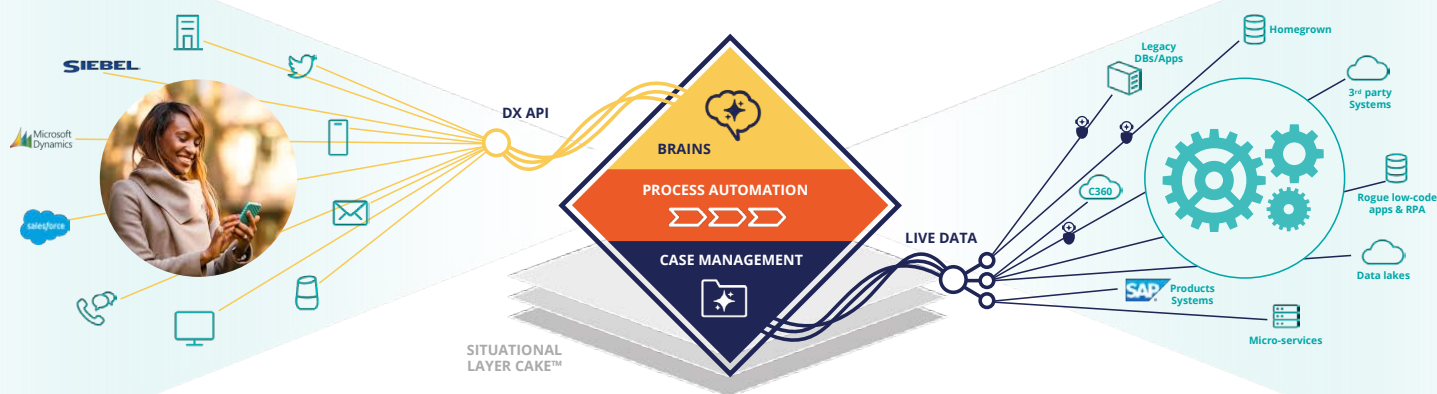 SIEBEL
Microsoft
Dynamics
salesforce
DX API
BRAINS
PROCESS AUTOMATION
CASE MANAGEMENT
SITUATIONAL
LAYER CAKE™
LIVE DATA
Legacy
DBs/Apps
Homegrown
3rd party
Systems
C360
Rogue low-code
apps & RPA
Data lakes
SAP
Products
Systems
Micro-services